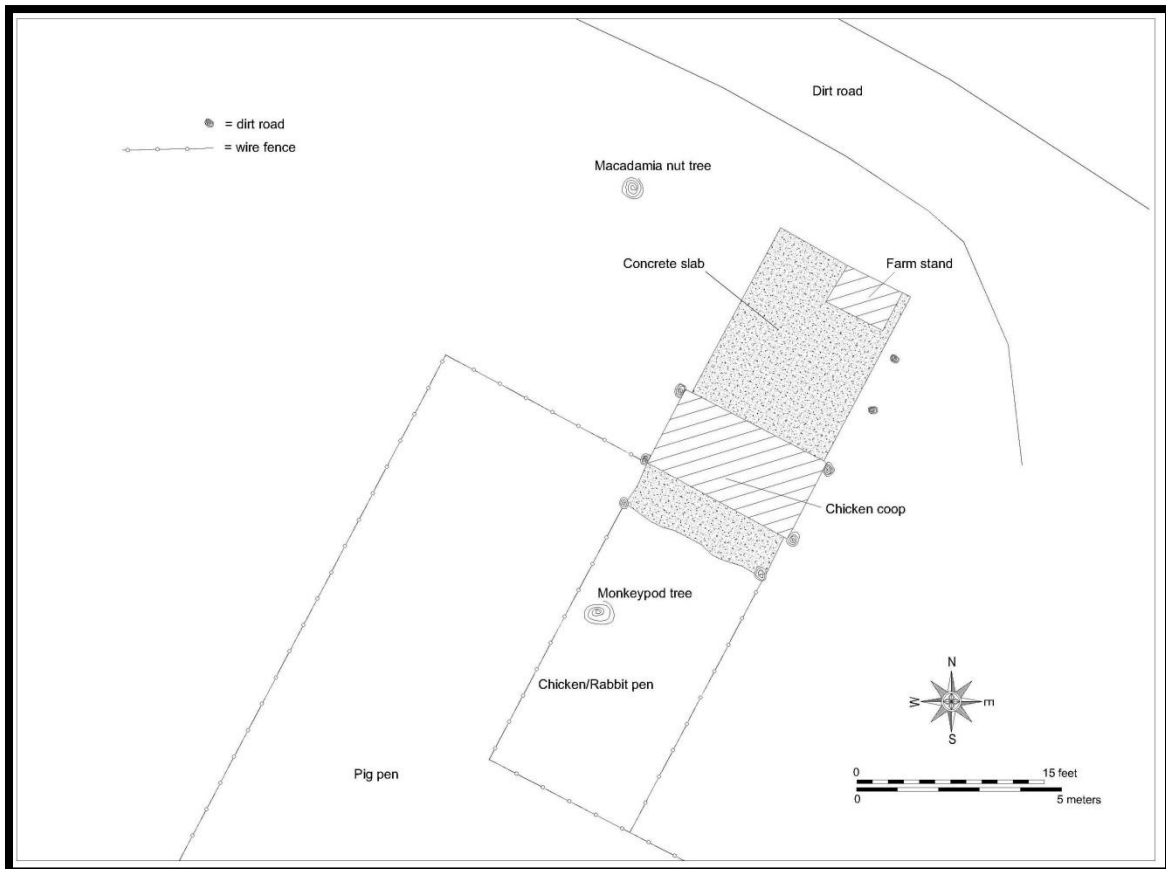 Dirt road
= dirt road
= wire fence
Macadamia nut tree
Concrete slab
Farm stand
Chicken coop
Monkeypod tree
Chicken/Rabbit pen
Pig pen
N
W
E
S
0
15 feet
0
5 meters